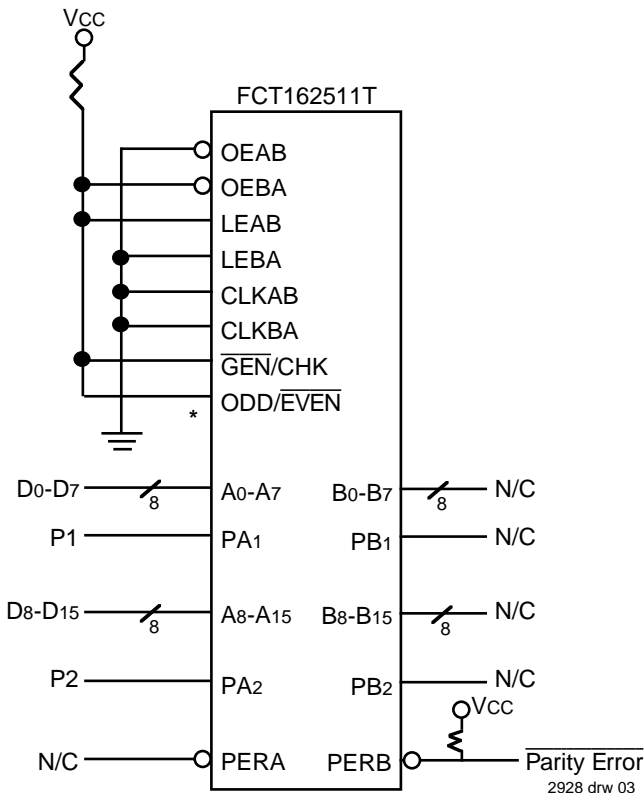 VCC
FCT162511T
OEAB
OEBA
LEAB
LEBA
CLKAB
CLKBA
GEN/CHK
ODD/EVEN
*
D0-D7 8 A0-A7 B0-B7 8 N/C
P1 PA1 PB1 N/C
D8-D15 8 A8-A15 B8-B15 8 N/C
P2 PA2 PB2 N/C
VCC
N/C PERA PERB Parity Error
2928 drw 03